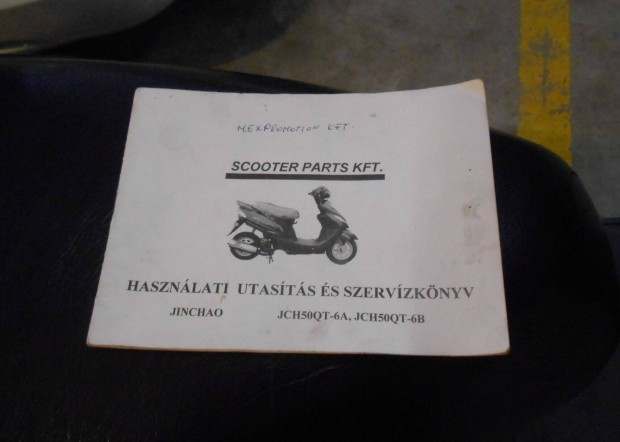 MEXPROMOTION KFT.
SCOOTER PARTS KFT.
HASZNÁLATI UTASÍTÁS ÉS SZERVÍZKÖNYV
JINCHAO JCH50QT-6A, JCH50QT-6B